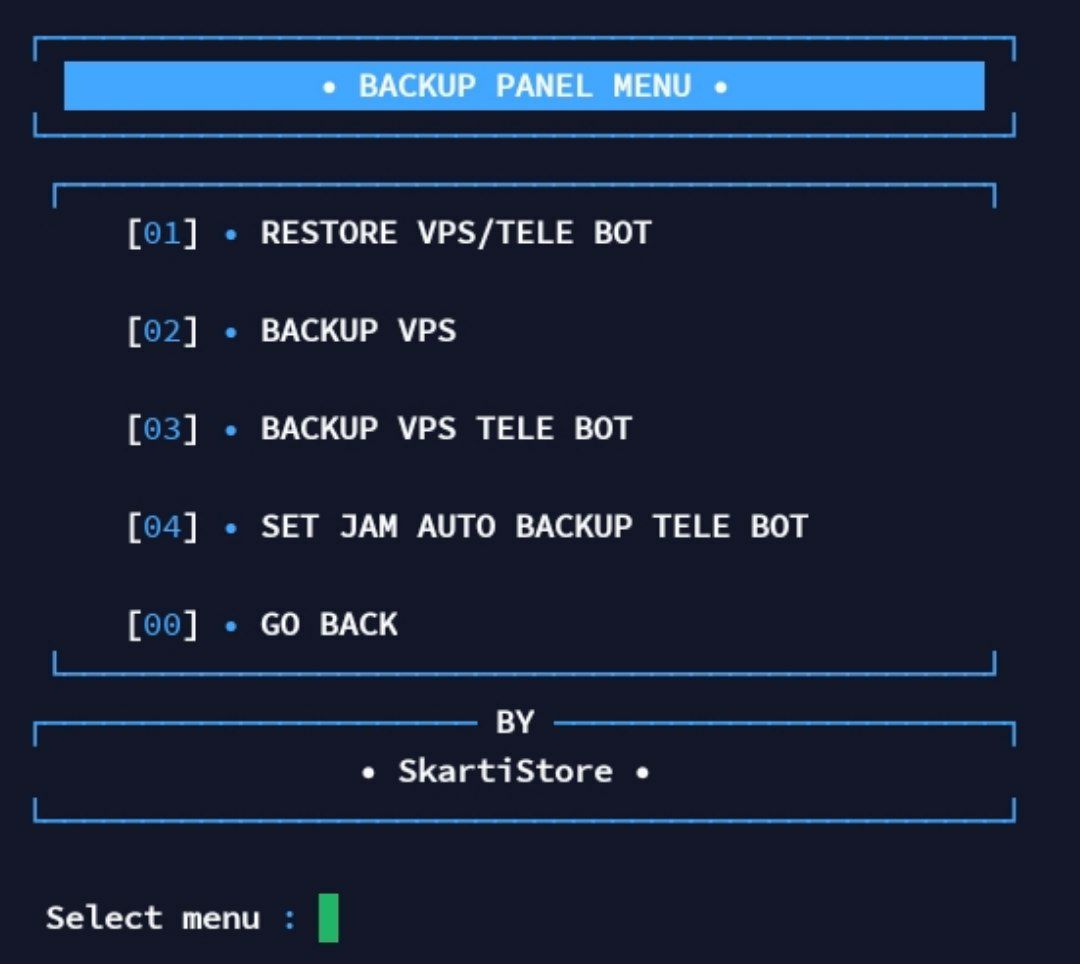 • BACKUP PANEL MENU •
[01] • RESTORE VPS/TELE BOT
[02] • BACKUP VPS
[03] • BACKUP VPS TELE BOT
[04] • SET JAM AUTO BACKUP TELE BOT
[00] • GO BACK
BY
• SkartiStore •
Select menu :